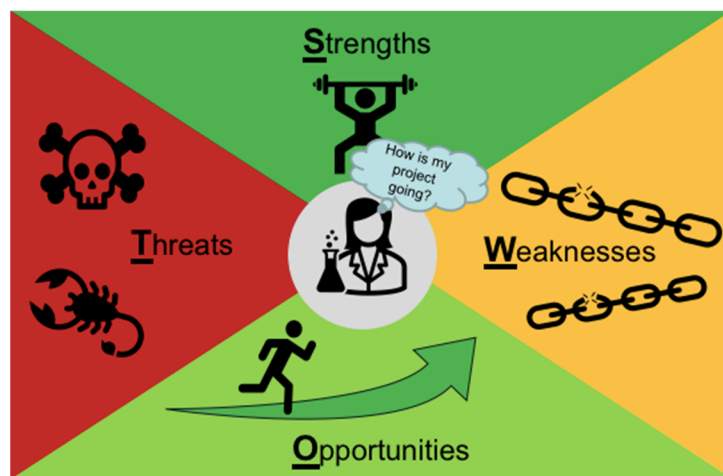 Strengths
How is my
project
going?
Threats
Weaknesses
Opportunities